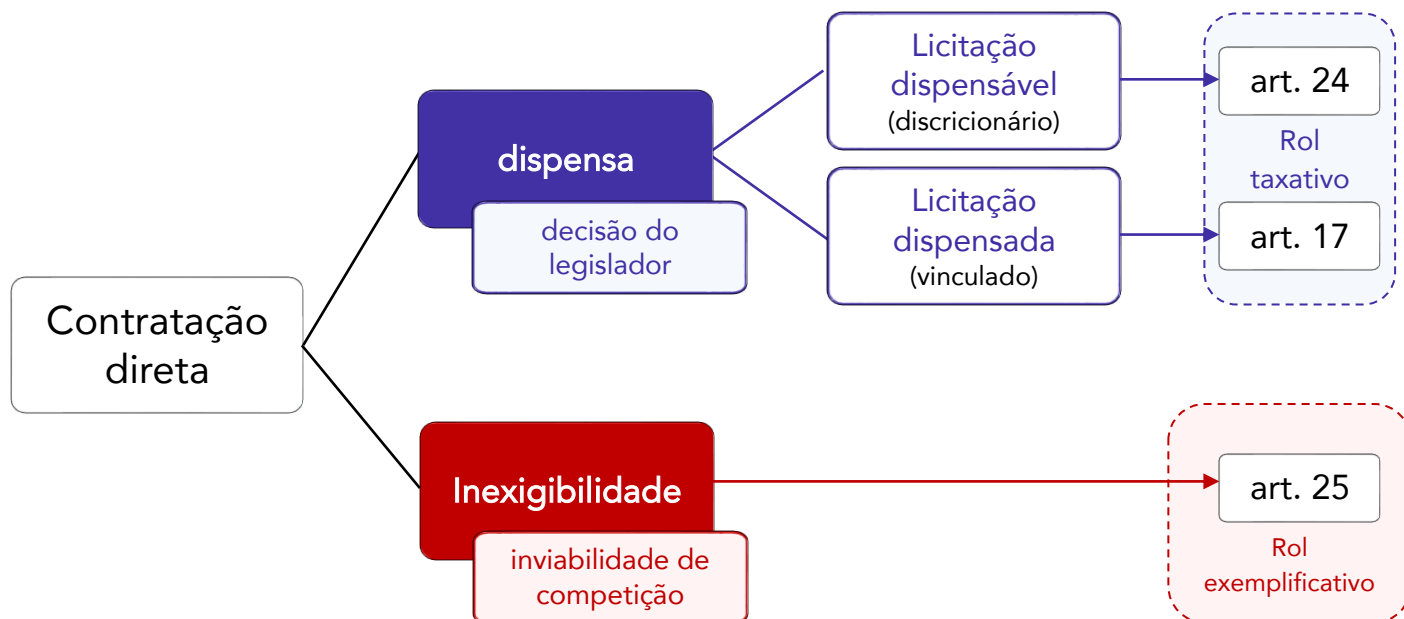 Contratação
direta
dispensa
decisão do
legislador
Licitação
dispensável
(discricionário)
art. 24
Rol
taxativo
Licitação
dispensada
(vinculado)
art. 17
Inexigibilidade
inviabilidade de
competição
art. 25
Rol
exemplificativo